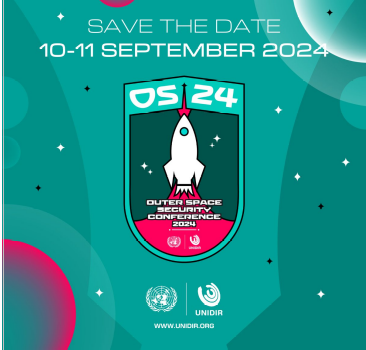 SAVE THE DATE
10-11 SEPTEMBER 2024
OS 24
OUTER SPACE
SECURITY
CONFERENCE
2024
UNIDIR
WWW.UNIDIR.ORG